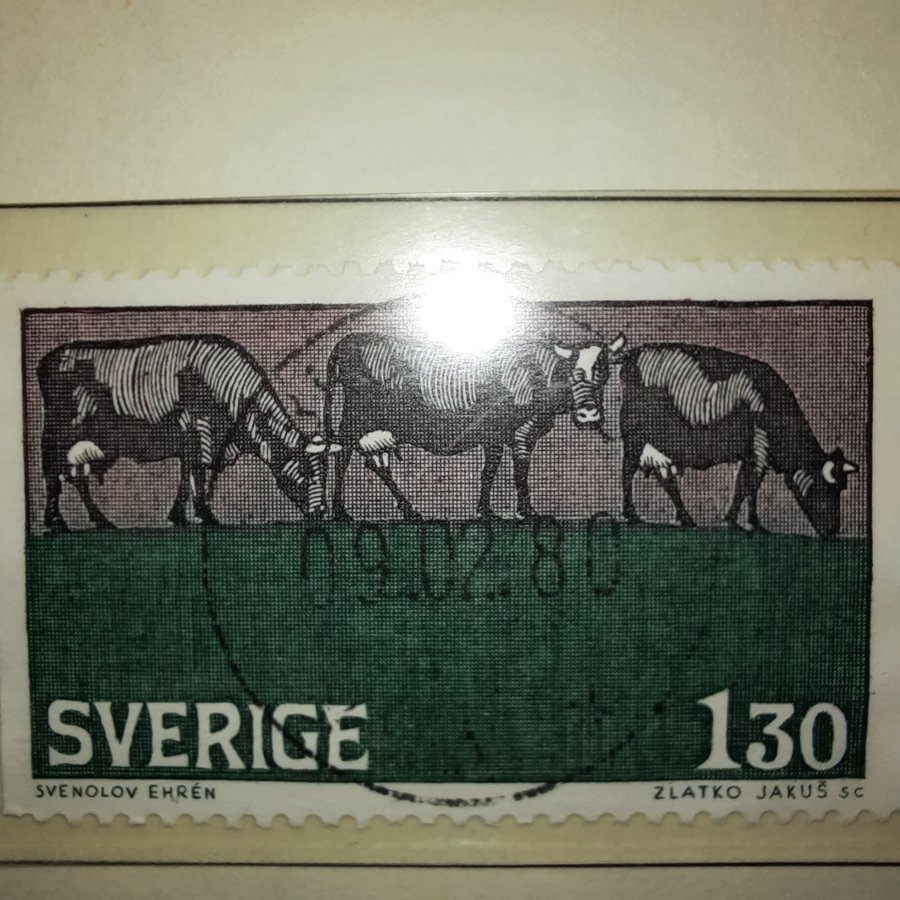 09.02.80
SVERIGE 130
SVENOLOV EHRÉN ZLATKO JAKUŠ SC